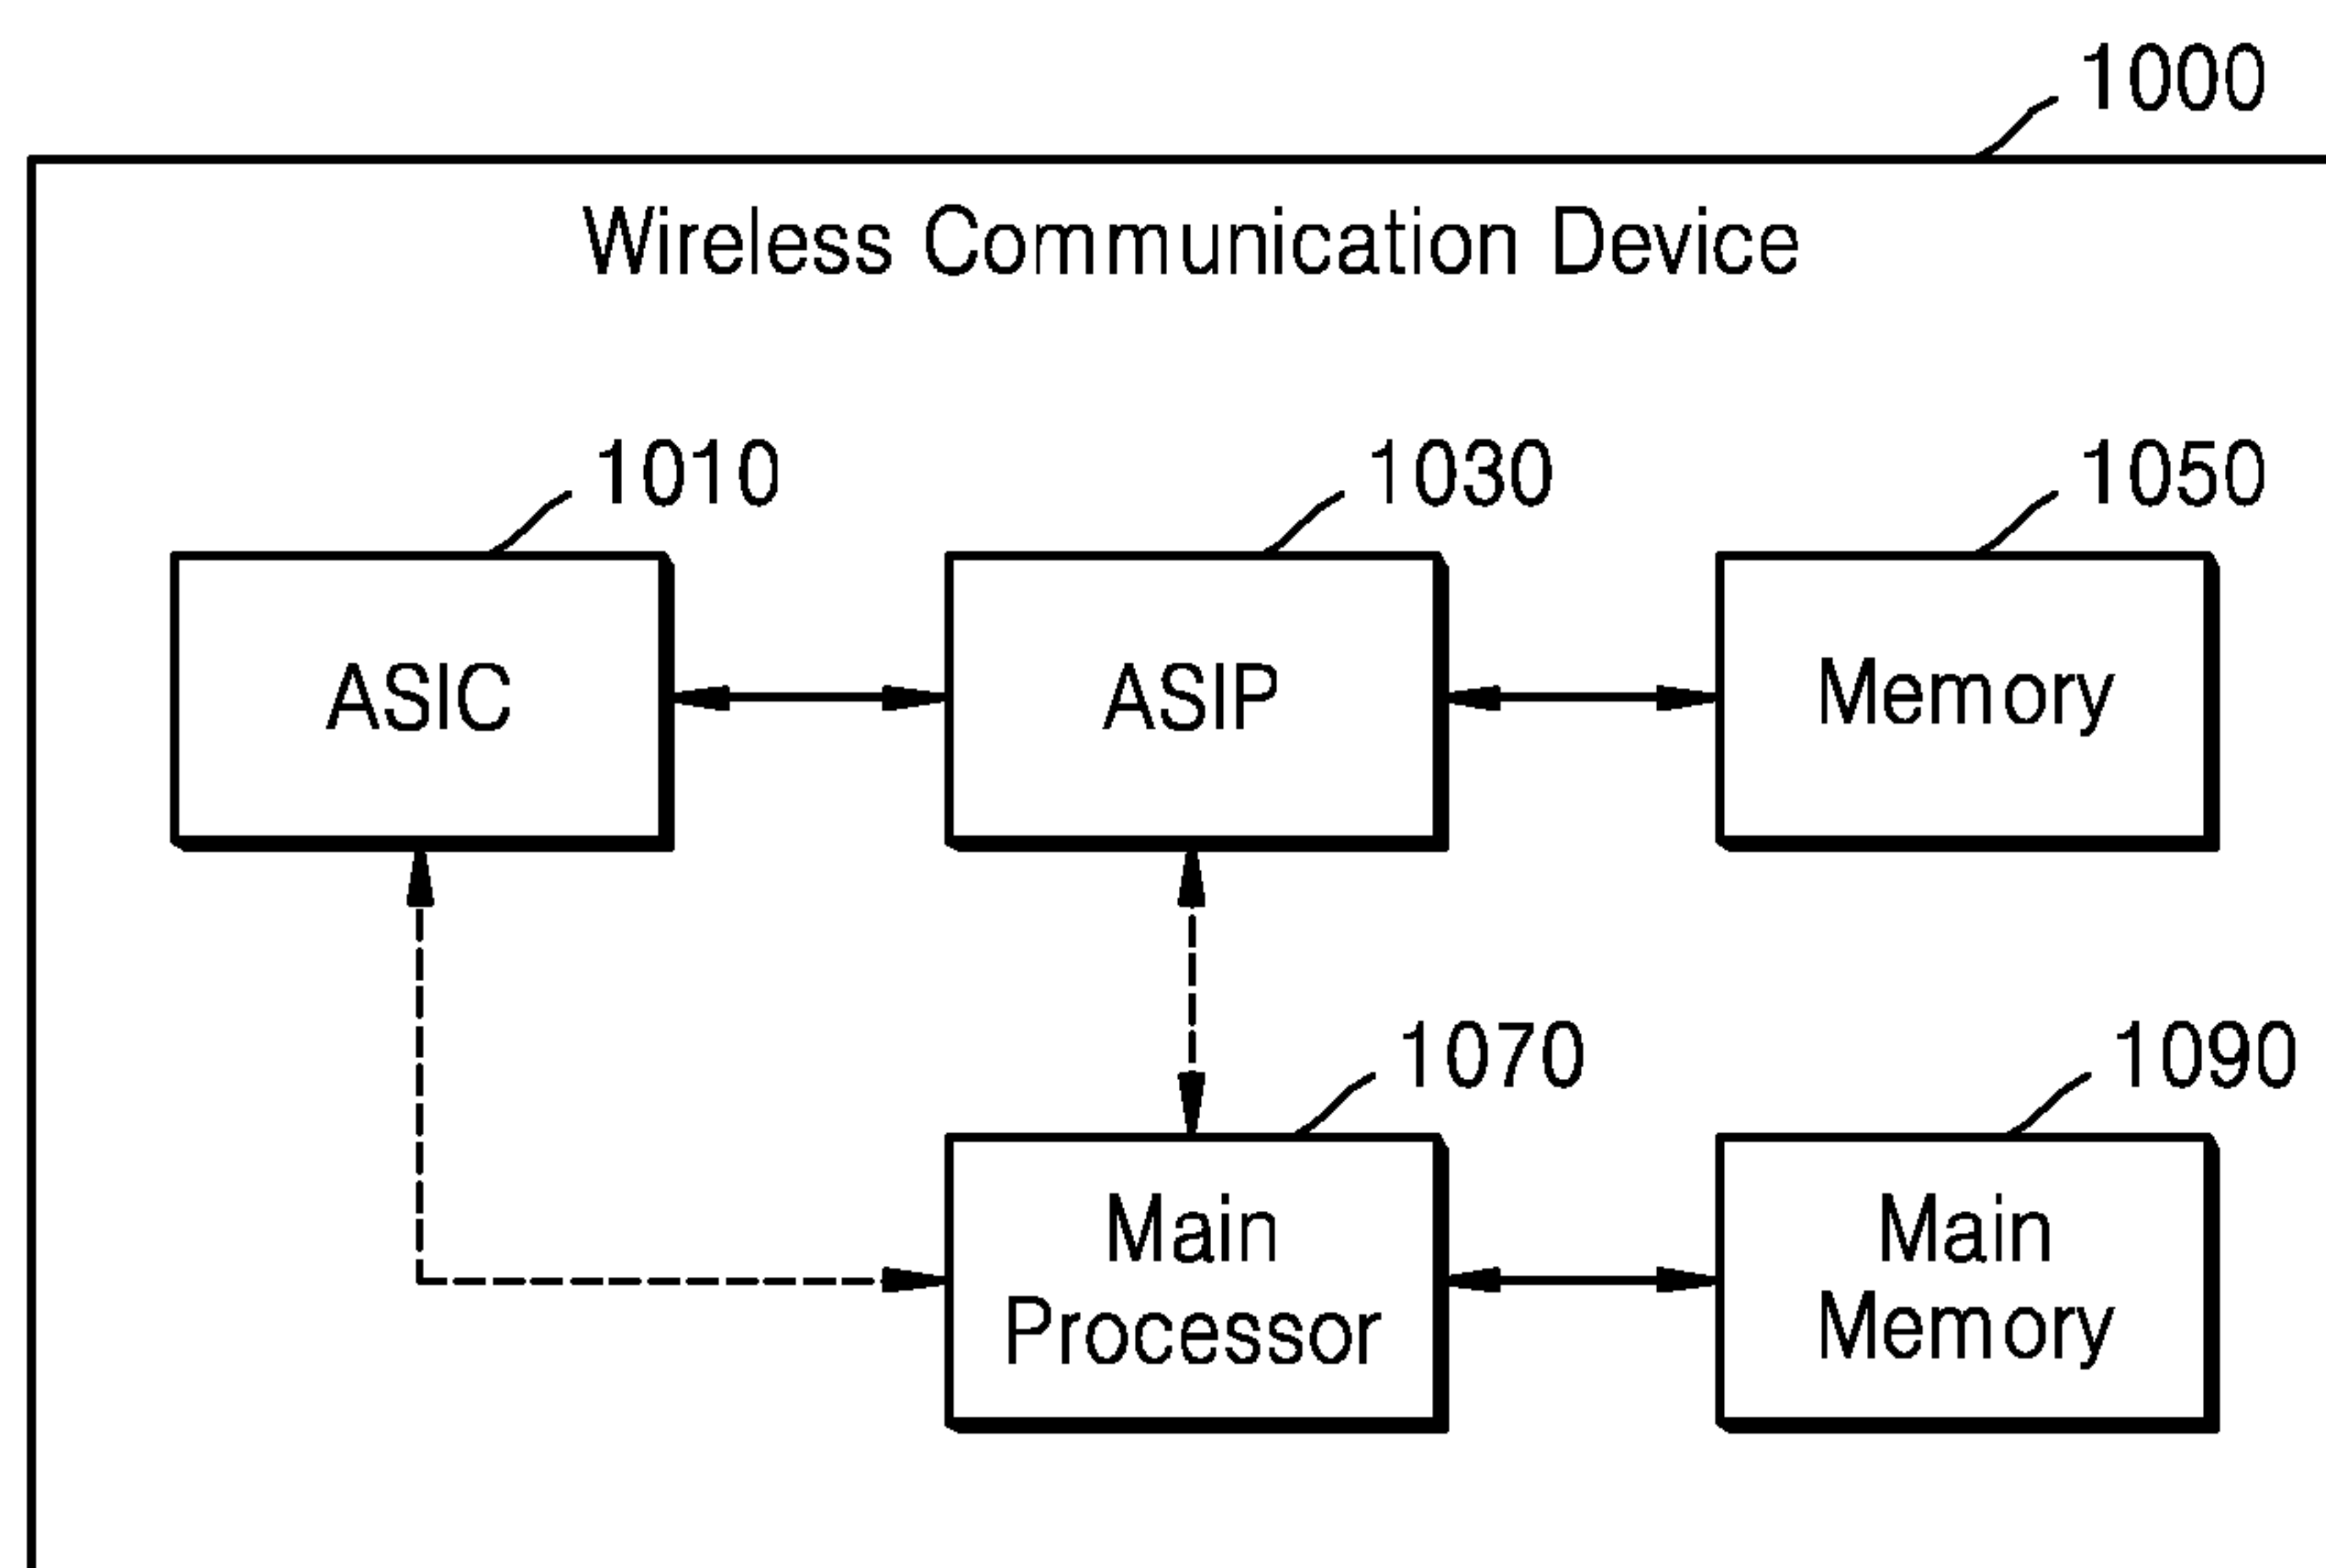 1000
Wireless Communication Device
1010
1030
1050
ASIC
ASIP
Memory
1070
1090
Main
Processor
Main
Memory